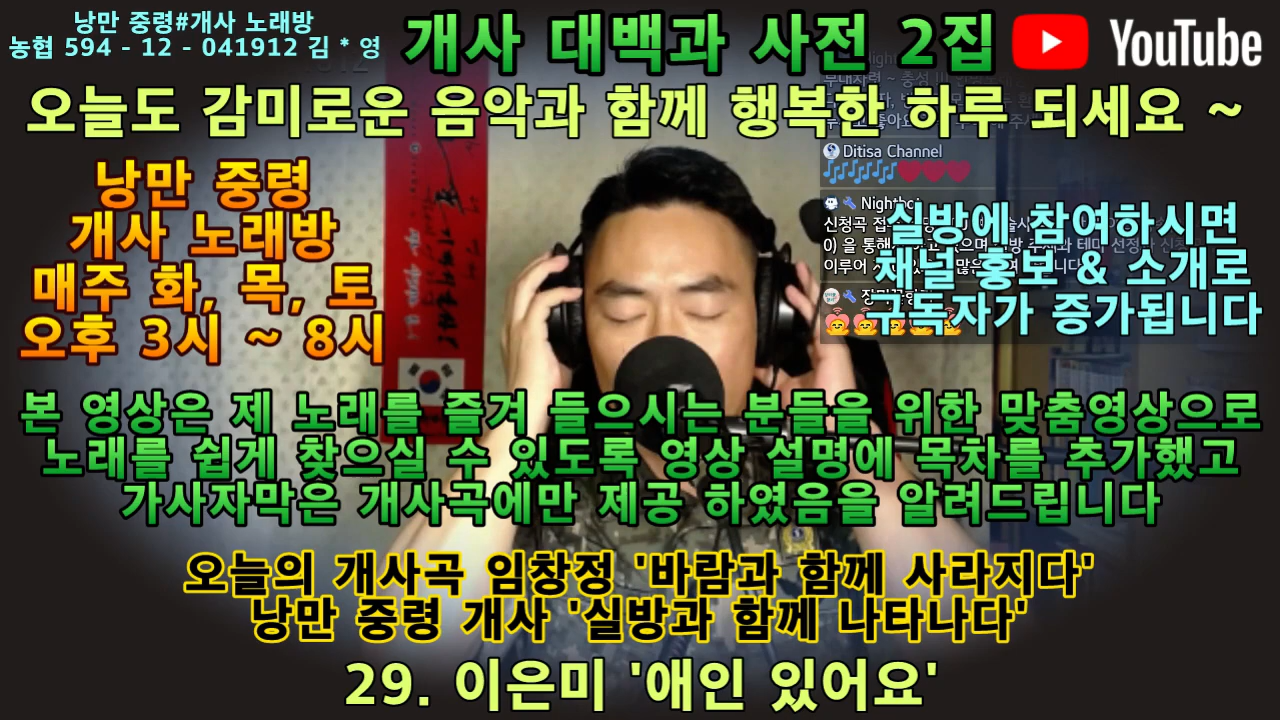 낭만 중령#개사 노래방
농협 594 - 12 - 041912 김 * 영
개사 대백과 사전 2집
YouTube
오늘도 감미로운 음악과 함께 행복한 하루 되세요 ~
낭만 중령
개사 노래방
매주 화, 목, 토
오후 3시 ~ 8시
Ditisa Channel
Nightbot
신청곡
이루어
실방에 참여하시면
채널 홍보 & 소개로
구독자가 증가됩니다
본 영상은 제 노래를 즐겨 들으시는 분들을 위한 맞춤영상으로
노래를 쉽게 찾으실 수 있도록 영상 설명에 목차를 추가했고
가사자막은 개사곡에만 제공 하였음을 알려드립니다
오늘의 개사곡 임창정 '바람과 함께 사라지다'
낭만 중령 개사 '실방과 함께 나타나다'
29. 이은미 '애인 있어요'